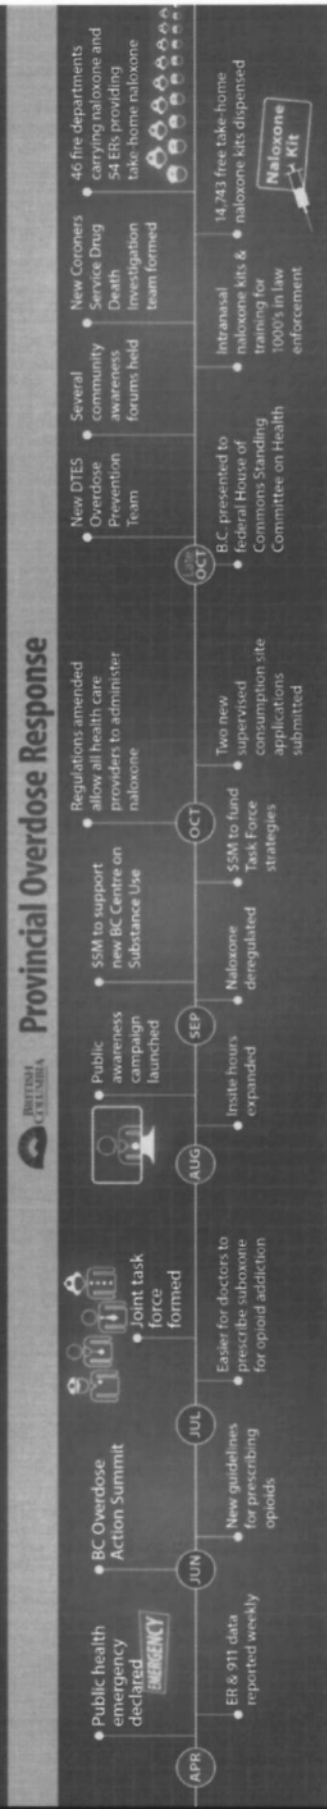 BRITISH
COLUMBIA
Provincial Overdose Response
APR
Public health
emergency
declared
EMERGENCY
ER & 911 data
reported weekly
JUN
BC Overdose
Action Summit
New guidelines
for prescribing
opioids
JUL
Joint task
force
formed
Easier for doctors to
prescribe suboxone
for opioid addiction
AUG
Public
awareness
campaign
launched
Insite hours
expanded
SEP
$5M to support
new BC Centre on
Substance Use
Naloxone
deregulated
$5M to fund
Task Force
strategies
OCT
Regulations amended
allow all health care
providers to administer
naloxone
Two new
supervised
consumption site
applications
submitted
Late
OCT
New DTES
Overdose
Prevention
Team
B.C. presented to
federal House of
Commons Standing
Committee on Health
Several
community
awareness
forums held
Intranasal
naloxone kits &
training for
1000's in law
enforcement
New Coroners
Service Drug
Death
Investigation
team formed
14,743 free take-home
naloxone kits dispensed
Naloxone
Kit
46 fire departments
carrying naloxone and
54 ERs providing
take-home naloxone